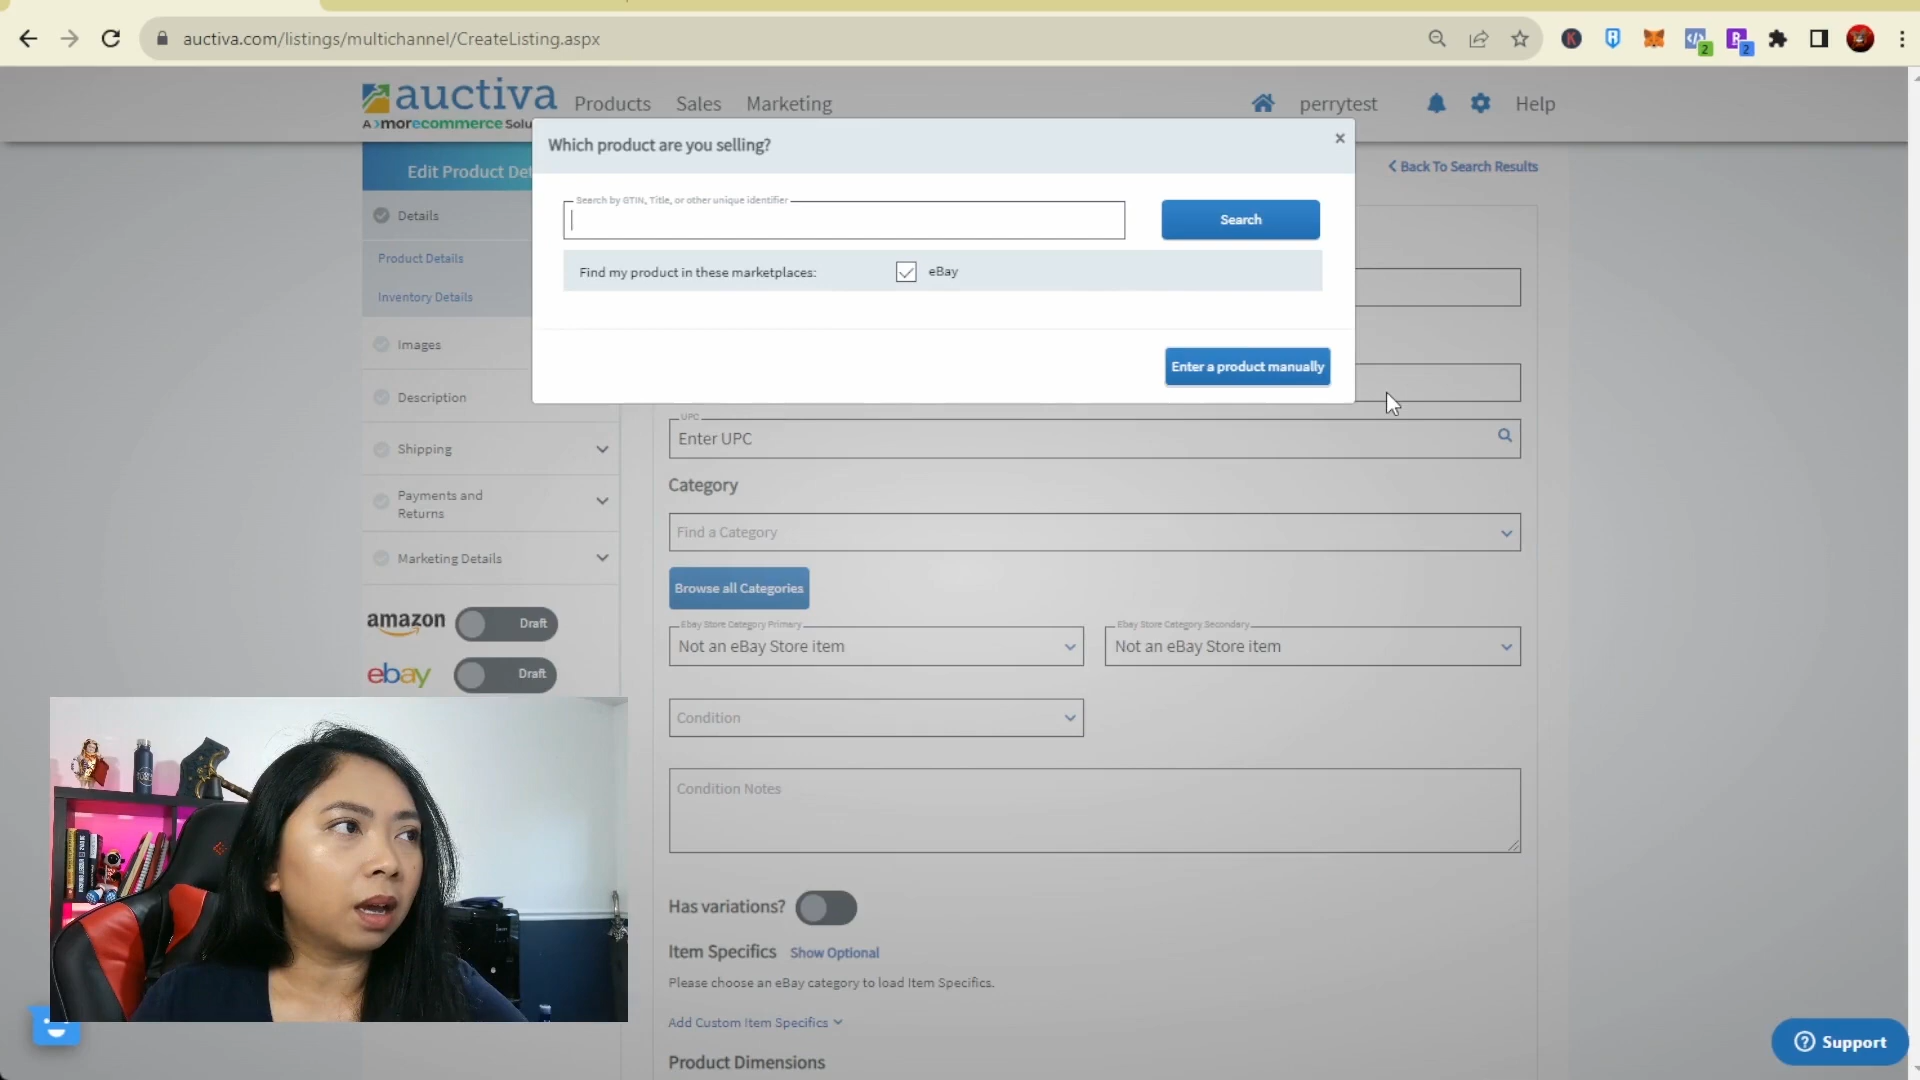 auctiva.com/listings/multichannel/CreateListing.aspx
2
2
auctiva
A morecommerce Solu
Products
Sales
Marketing
perrytest
Help
Which product are you selling?
×
Search by GTIN, Title, or other unique identifier
Search
Find my product in these marketplaces:
eBay
Enter a product manually
Back To Search Results
Edit Product Det
Details
Product Details
Inventory Details
Images
Description
Shipping
Payments and
Returns
Marketing Details
amazon
Draft
ebay
Draft
UPC
Enter UPC
Category
Find a Category
Browse all Categories
Ebay Store Category Primary
Not an eBay Store item
Ebay Store Category Secondary
Not an eBay Store item
Condition
Condition Notes
Has variations?
Item Specifics
Show Optional
Please choose an eBay category to load Item Specifics.
Add Custom Item Specifics
Product Dimensions
Support